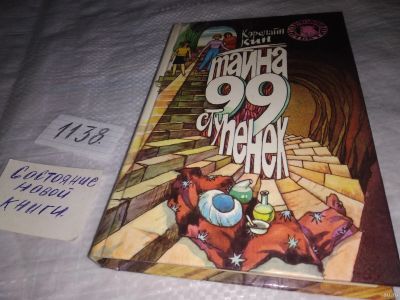 Кэролайн
Кин
ТАЙНА
99
СТУПЕНЕК
1138.
Состояние
новой
книги